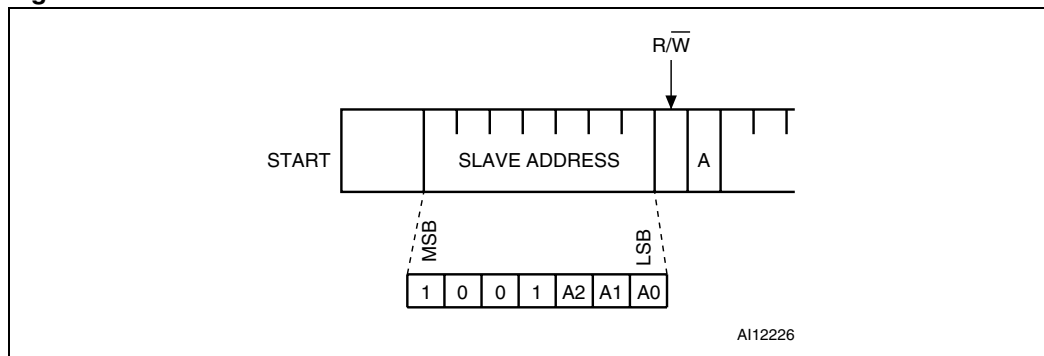 R/W̅
START
SLAVE ADDRESS
A
MSB
LSB
1 0 0 1 A2 A1 A0
AI12226